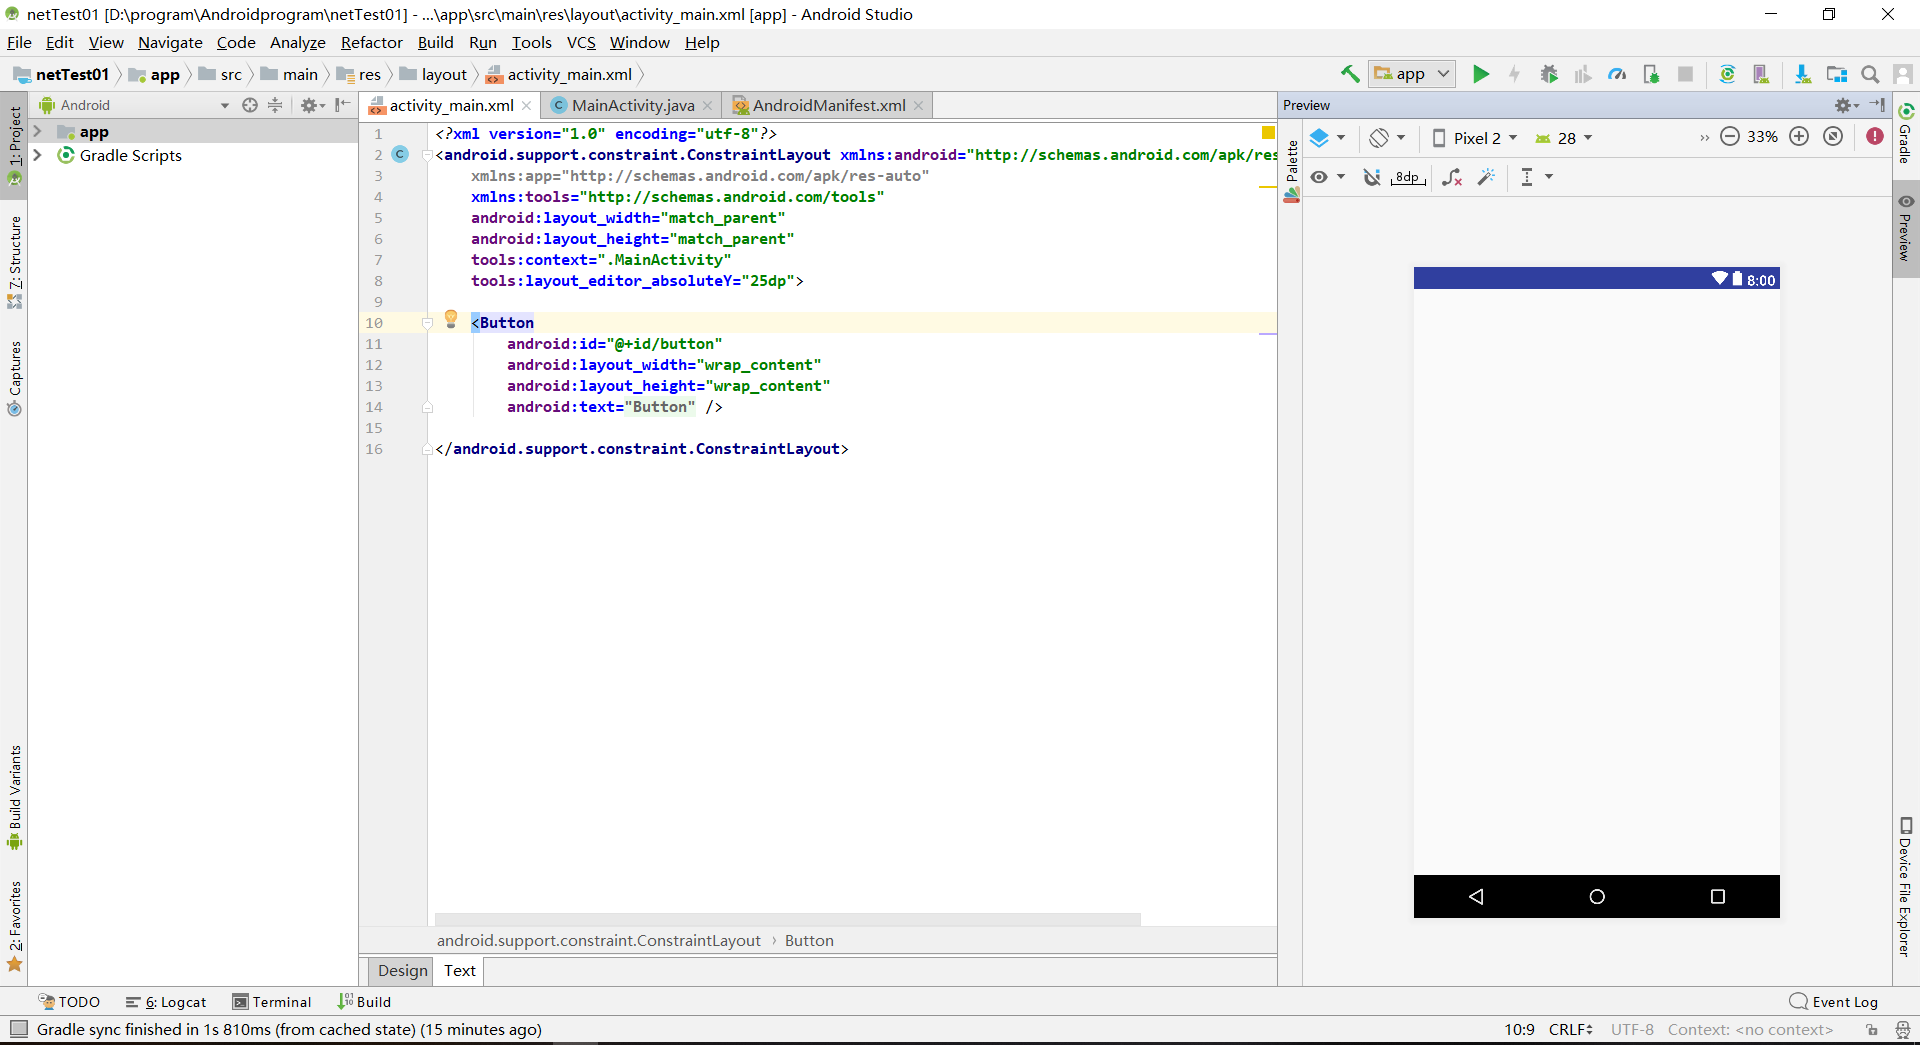 netTest01 [D:\program\Androidprogram\netTest01] - ...\app\src\main\res\layout\activity_main.xml [app] - Android Studio
File Edit View Navigate Code Analyze Refactor Build Run Tools VCS Window Help
netTest01 app src main res layout activity_main.xml
app
Android
activity_main.xml MainActivity.java AndroidManifest.xml
Preview
app
Gradle Scripts
1: Project
7: Structure
Captures
Build Variants
2: Favorites
1 <?xml version="1.0" encoding="utf-8"?>
2 C <android.support.constraint.ConstraintLayout xmlns:android="http://schemas.android.com/apk/res
3 xmlns:app="http://schemas.android.com/apk/res-auto"
4 xmlns:tools="http://schemas.android.com/tools"
5 android:layout_width="match_parent"
6 android:layout_height="match_parent"
7 tools:context=".MainActivity"
8 tools:layout_editor_absoluteY="25dp">
9
10 <Button
11 android:id="@+id/button"
12 android:layout_width="wrap_content"
13 android:layout_height="wrap_content"
14 android:text="Button" />
15
16 </android.support.constraint.ConstraintLayout>
android.support.constraint.ConstraintLayout › Button
Design Text
Palette
Pixel 2 28 » 33%
8dp
8:00
Gradle
Preview
Device File Explorer
TODO 6: Logcat Terminal Build Event Log
Gradle sync finished in 1s 810ms (from cached state) (15 minutes ago) 10:9 CRLF UTF-8 Context: <no context>